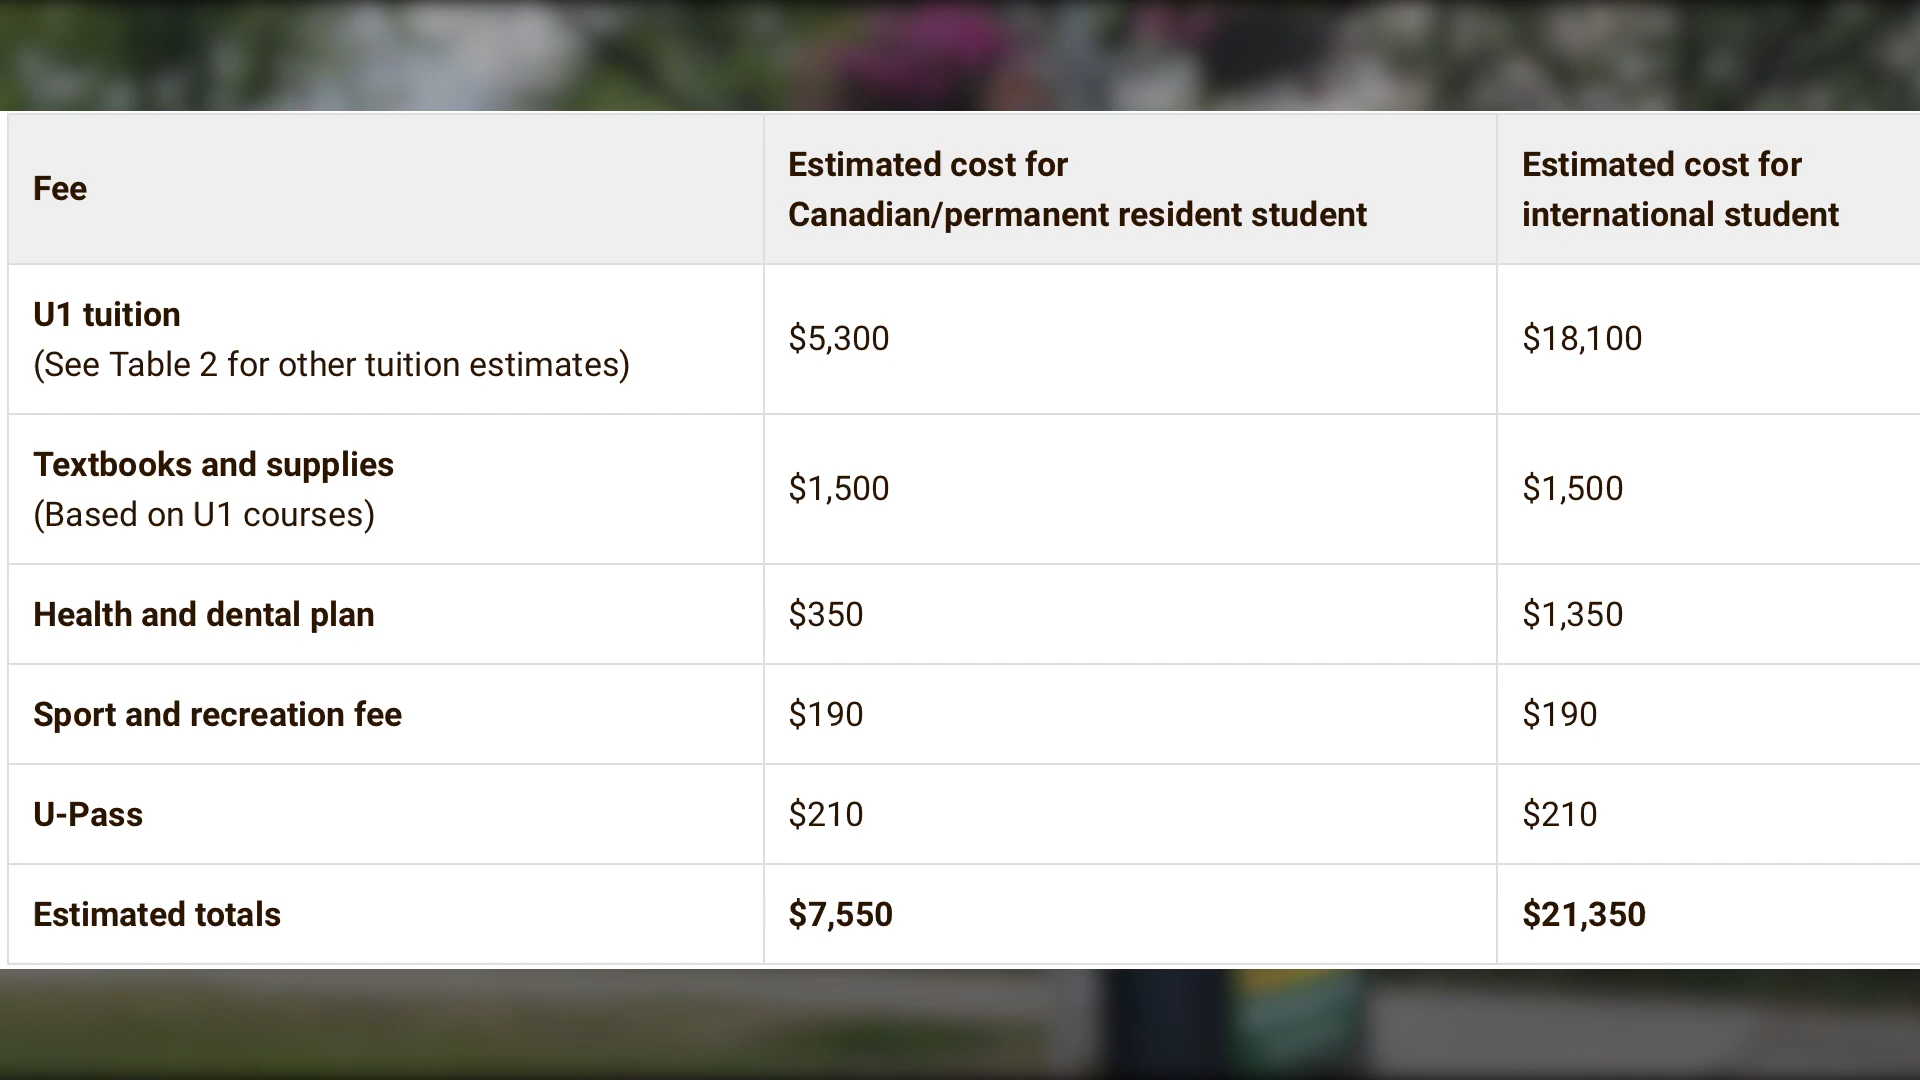 Fee
Estimated cost for
Canadian/permanent resident student
Estimated cost for
international student
U1 tuition
(See Table 2 for other tuition estimates)
$5,300
$18,100
Textbooks and supplies
(Based on U1 courses)
$1,500
$1,500
Health and dental plan
$350
$1,350
Sport and recreation fee
$190
$190
U-Pass
$210
$210
Estimated totals
$7,550
$21,350